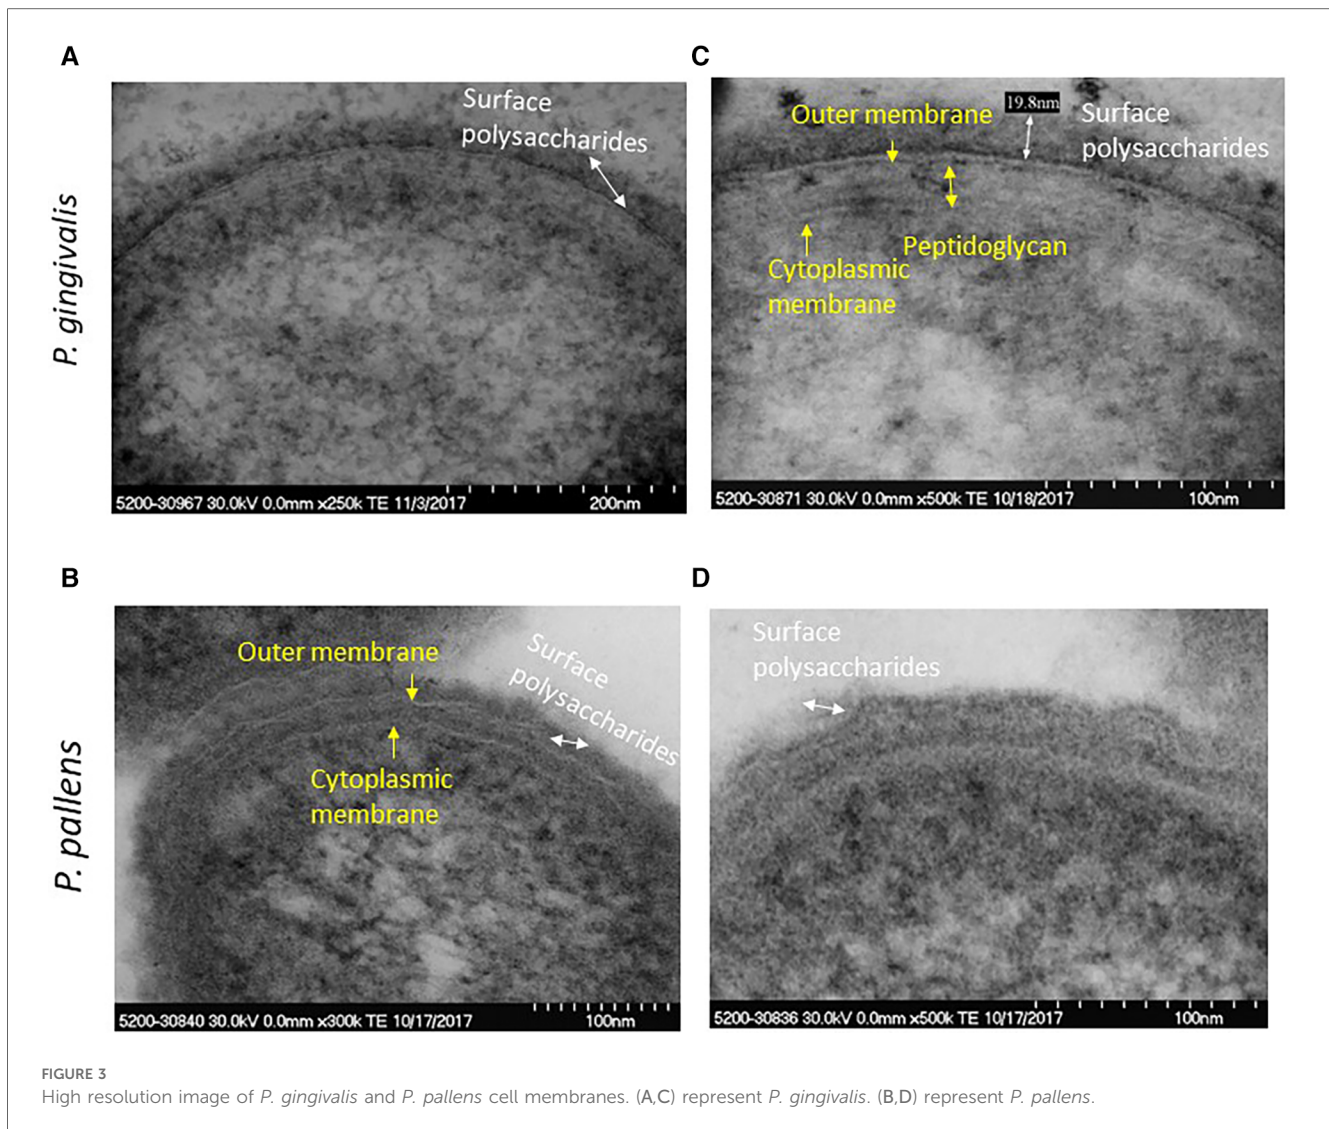 A
Surface
polysaccharides
P. gingivalis
5200-30967 30.0kV 0.0mm x250k TE 11/3/2017
200nm
C
Outer membrane
19.8nm
Surface
polysaccharides
Peptidoglycan
Cytoplasmic
membrane
5200-30871 30.0kV 0.0mm x500k TE 10/18/2017
100nm
B
Outer membrane
Surface
polysaccharides
Cytoplasmic
membrane
P. pallens
5200-30840 30.0kV 0.0mm x300k TE 10/17/2017
100nm
D
Surface
polysaccharides
5200-30836 30.0kV 0.0mm x500k TE 10/17/2017
100nm
FIGURE 3
High resolution image of P. gingivalis and P. pallens cell membranes. (A,C) represent P. gingivalis. (B,D) represent P. pallens.